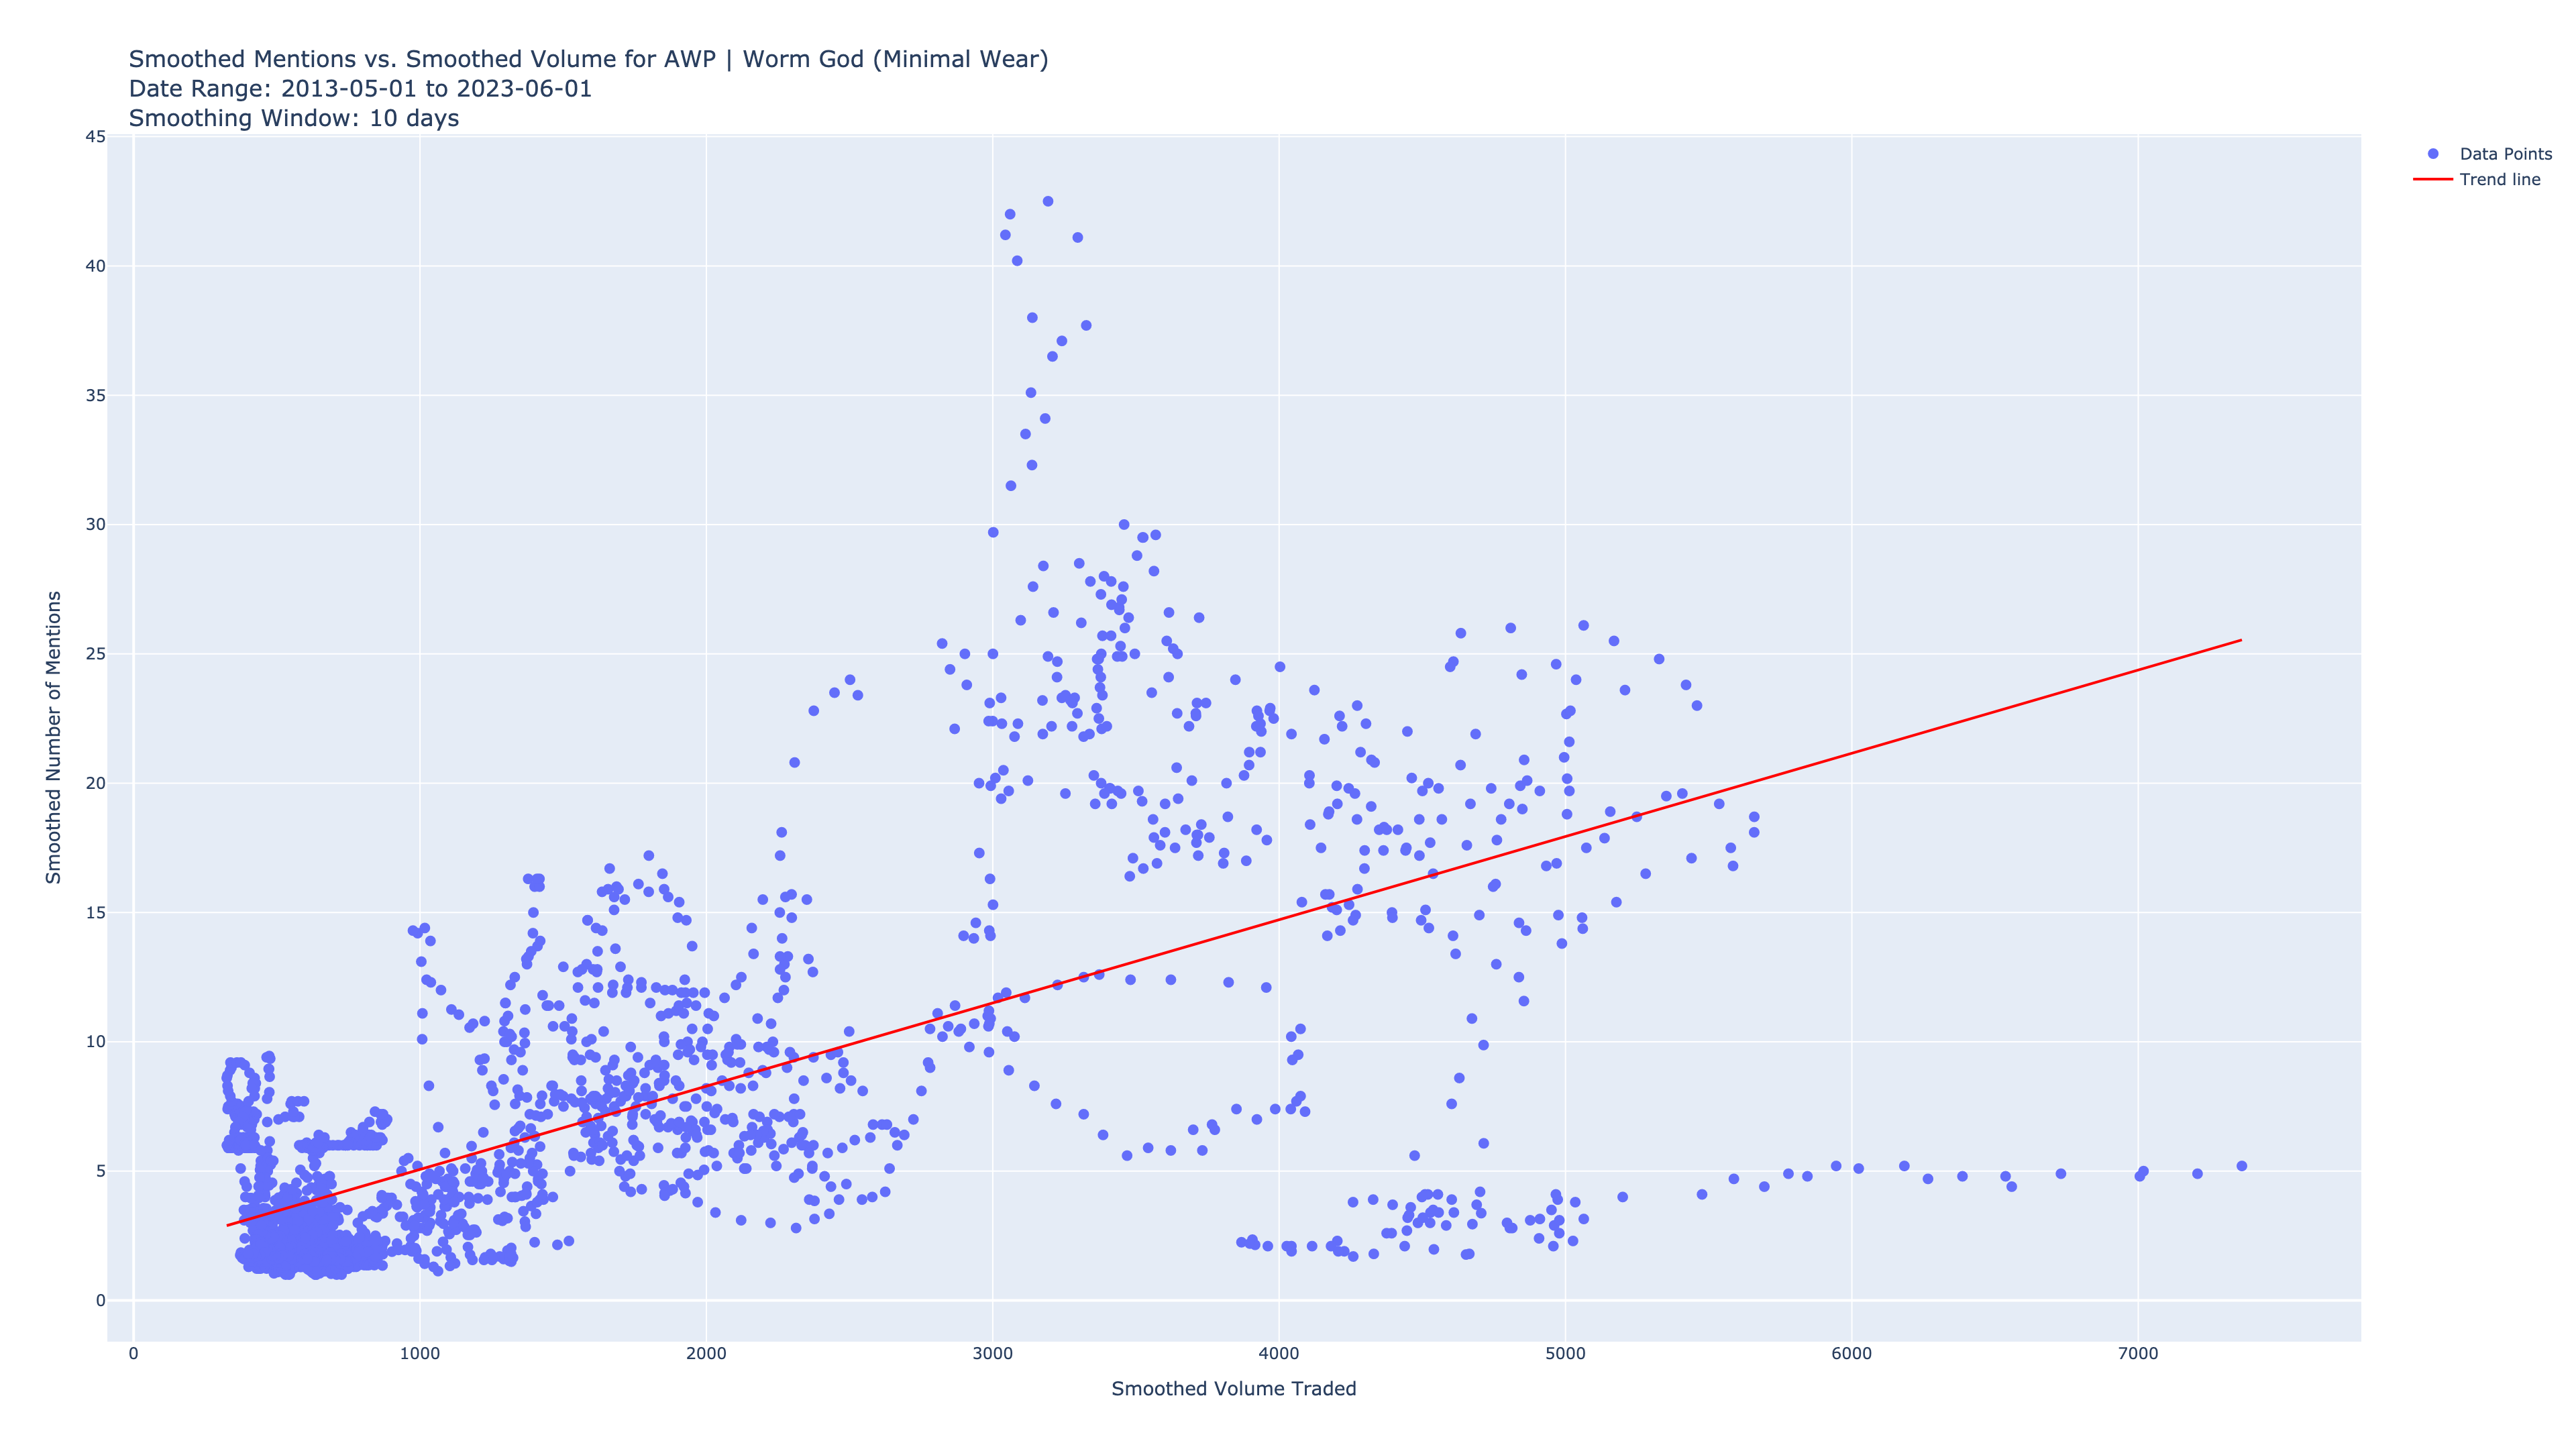 Smoothed Mentions vs. Smoothed Volume for AWP | Worm God (Minimal Wear)
Date Range: 2013-05-01 to 2023-06-01
Smoothing Window: 10 days
Data Points
Trend line
45
40
35
30
25
20
15
10
5
0
Smoothed Number of Mentions
0 1000 2000 3000 4000 5000 6000 7000
Smoothed Volume Traded